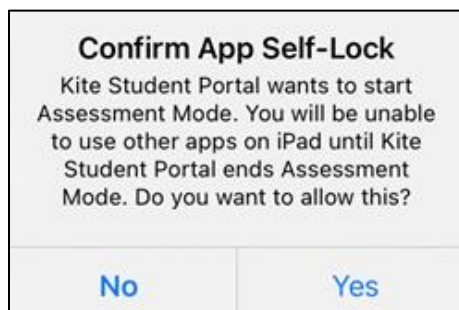 Confirm App Self-Lock
Kite Student Portal wants to start
Assessment Mode. You will be unable
to use other apps on iPad until Kite
Student Portal ends Assessment
Mode. Do you want to allow this?
No
Yes